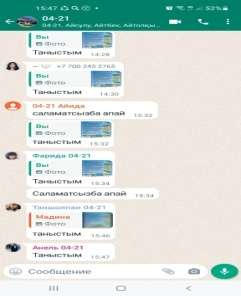 15:47
52%
04-21
04-21, Айсулу, Айтбек, Айтолқы...
Вы
Фото
Таныстым
14:28
+7 700 245 2765
Вы
Фото
Таныстым
14:30
04-21 Айида
саламатсызба апай
15:32
Вы
Фото
таныстым
15:32
Фарида 04-21
Вы
Фото
Таныстым
15:34
Саламатсызба апай
15:34
04-21
Мадина
Фото
таныстым
15:46
Анель 04-21
Таныстым
15:47
Сообщение